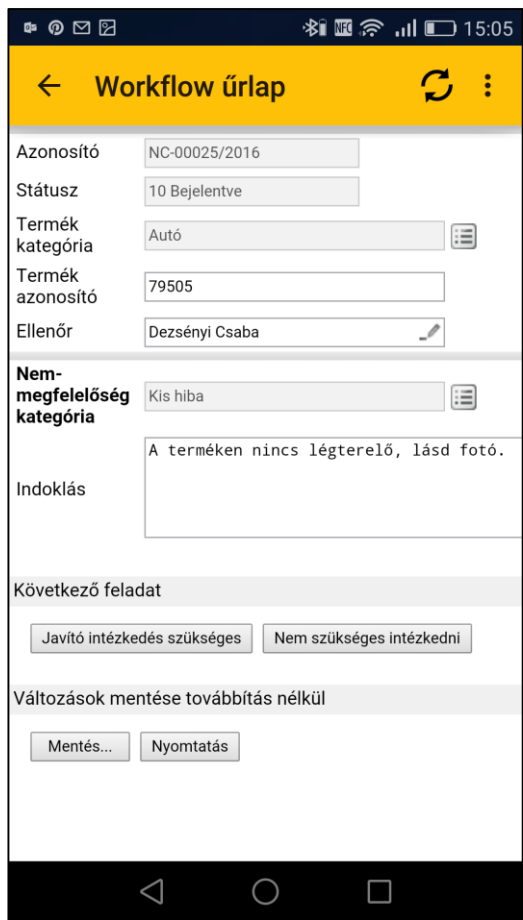 15:05
Workflow űrlap
Azonosító NC-00025/2016
Státusz 10 Bejelentve
Termék
kategória Autó
Termék
azonosító 79505
Ellenőr Dezsényi Csaba
Nem-
megfelelőség
kategória Kis hiba
A terméken nincs légterelő, lásd fotó.
Indoklás
Következő feladat
Javító intézkedés szükséges Nem szükséges intézkedni
Változások mentése továbbítás nélkül
Mentés... Nyomtatás